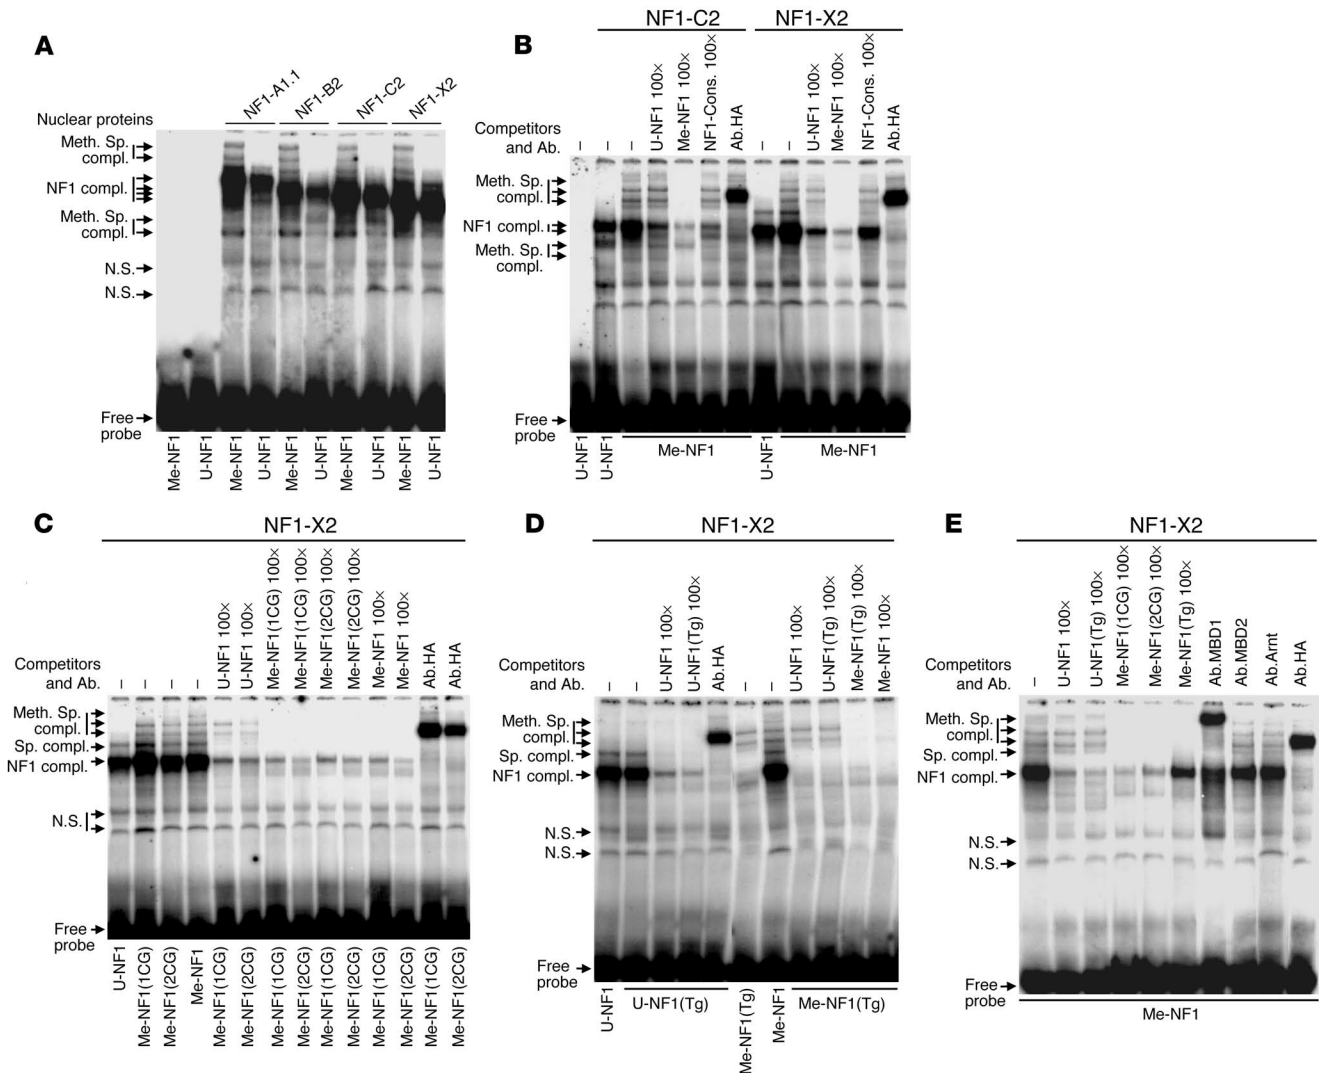 A
NF1-A1.1
NF1-B2
NF1-C2
NF1-X2
Nuclear proteins
Meth. Sp.
compl.
NF1 compl.
Meth. Sp.
compl.
N.S.
N.S.
Free
probe
Me-NF1
U-NF1
Me-NF1
U-NF1
Me-NF1
U-NF1
Me-NF1
U-NF1
Me-NF1
U-NF1
B
NF1-C2
NF1-X2
Competitors
and Ab.
–
–
–
U-NF1 100×
Me-NF1 100×
NF1-Cons. 100×
Ab.HA
–
–
U-NF1 100×
Me-NF1 100×
NF1-Cons. 100×
Ab.HA
Meth. Sp.
compl.
NF1 compl.
Meth. Sp.
compl.
Free
probe
U-NF1
U-NF1
Me-NF1
U-NF1
Me-NF1
C
NF1-X2
Competitors
and Ab.
–
–
–
–
U-NF1 100×
U-NF1 100×
Me-NF1(1CG) 100×
Me-NF1(1CG) 100×
Me-NF1(2CG) 100×
Me-NF1(2CG) 100×
Me-NF1 100×
Me-NF1 100×
Ab.HA
Ab.HA
Meth. Sp.
compl.
Sp. compl.
NF1 compl.
N.S.
Free
probe
U-NF1
Me-NF1(1CG)
Me-NF1(2CG)
Me-NF1
Me-NF1(1CG)
Me-NF1(2CG)
Me-NF1(1CG)
Me-NF1(2CG)
Me-NF1(1CG)
Me-NF1(2CG)
Me-NF1(1CG)
Me-NF1(2CG)
Me-NF1(1CG)
Me-NF1(2CG)
D
NF1-X2
Competitors
and Ab.
–
–
U-NF1 100×
U-NF1(Tg) 100×
Ab.HA
–
–
U-NF1 100×
U-NF1(Tg) 100×
Me-NF1(Tg) 100×
Me-NF1 100×
Meth. Sp.
compl.
Sp. compl.
NF1 compl.
N.S.
N.S.
Free
probe
U-NF1
U-NF1(Tg)
Me-NF1(Tg)
Me-NF1
Me-NF1(Tg)
E
NF1-X2
Competitors
and Ab.
–
U-NF1 100×
U-NF1(Tg) 100×
Me-NF1(1CG) 100×
Me-NF1(2CG) 100×
Me-NF1(Tg) 100×
Ab.MBD1
Ab.MBD2
Ab.Arnt
Ab.HA
Meth. Sp.
compl.
Sp. compl.
NF1 compl.
N.S.
N.S.
Free
probe
Me-NF1